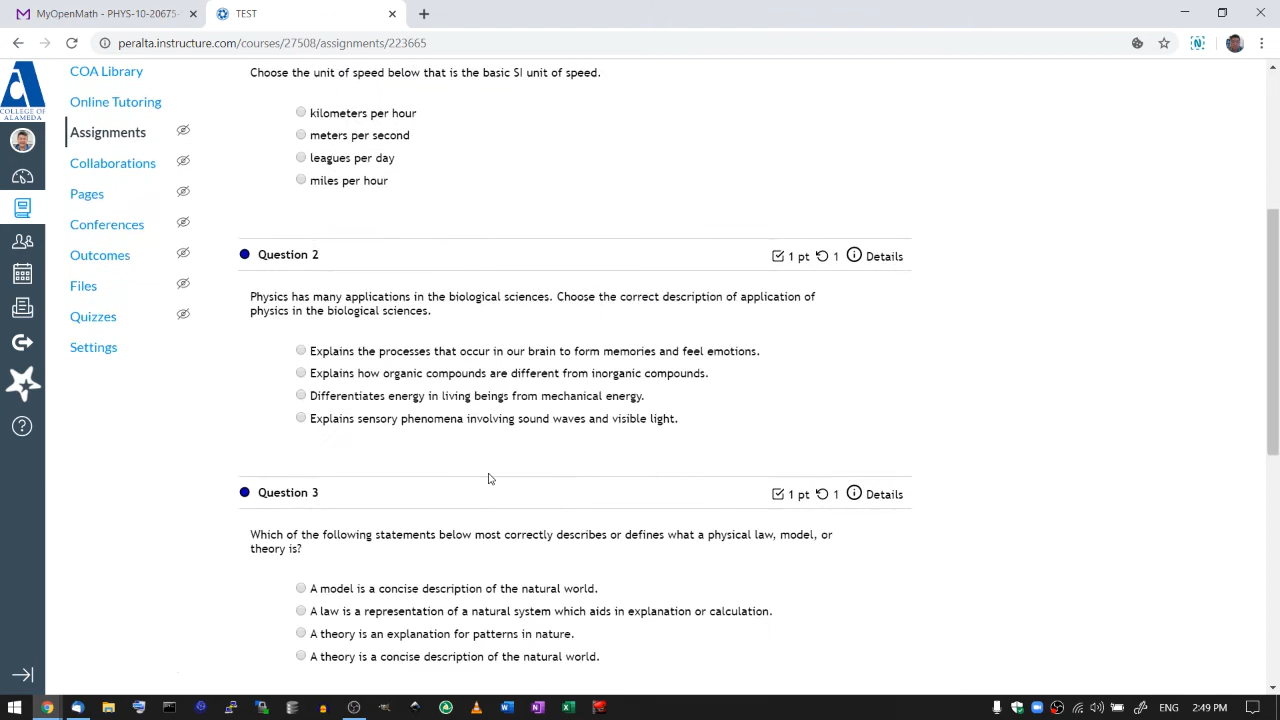 MyOpenMath - PHYS-10-20675-
TEST
peralta.instructure.com/courses/27508/assignments/223665
COLLEGE OF
ALAMEDA
COA Library
Online Tutoring
Assignments
Collaborations
Pages
Conferences
Outcomes
Files
Quizzes
Settings
Choose the unit of speed below that is the basic SI unit of speed.
kilometers per hour
meters per second
leagues per day
miles per hour
Question 2
1 pt 1 Details
Physics has many applications in the biological sciences. Choose the correct description of application of
physics in the biological sciences.
Explains the processes that occur in our brain to form memories and feel emotions.
Explains how organic compounds are different from inorganic compounds.
Differentiates energy in living beings from mechanical energy.
Explains sensory phenomena involving sound waves and visible light.
Question 3
1 pt 1 Details
Which of the following statements below most correctly describes or defines what a physical law, model, or
theory is?
A model is a concise description of the natural world.
A law is a representation of a natural system which aids in explanation or calculation.
A theory is an explanation for patterns in nature.
A theory is a concise description of the natural world.
ENG 2:49 PM